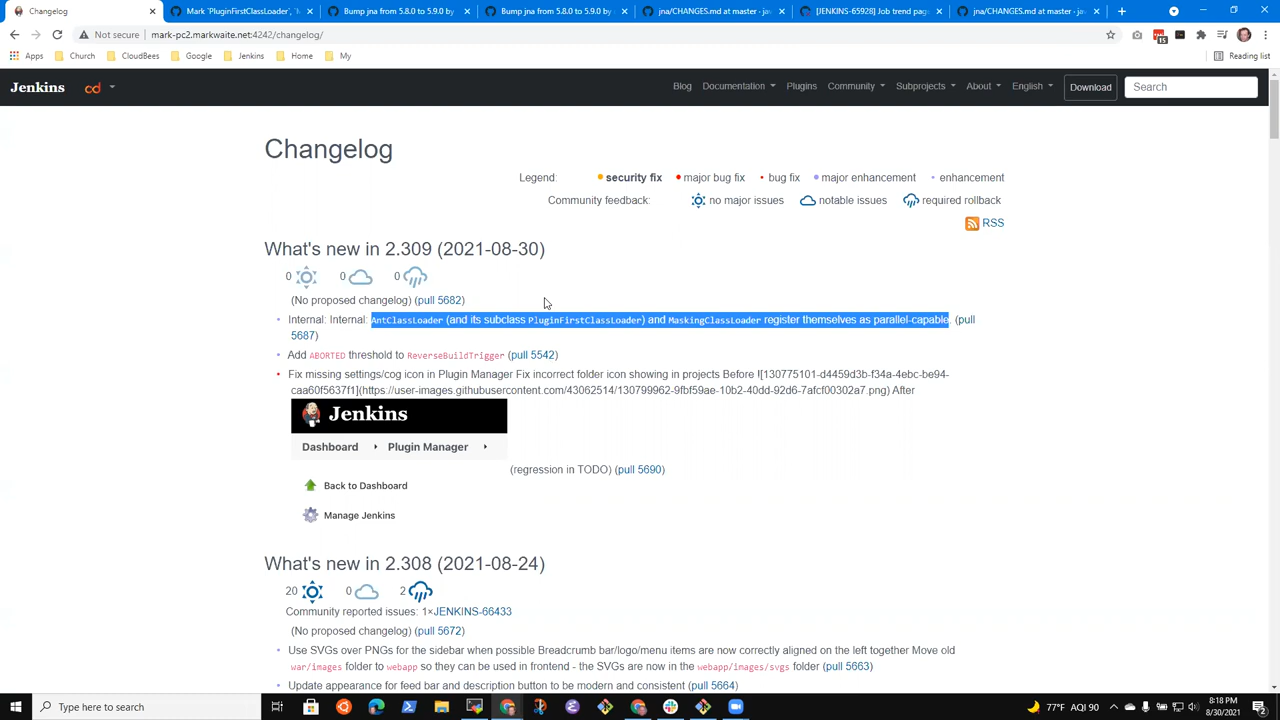 Changelog
Mark `PluginFirstClassLoader`, `M
Bump jna from 5.8.0 to 5.9.0 by
Bump jna from 5.8.0 to 5.9.0 by
jna/CHANGES.md at master · jav
[JENKINS-65928] Job trend page
jna/CHANGES.md at master · jav
Not secure | mark-pc2.markwaite.net:4242/changelog/
15
Apps Church CloudBees Google Jenkins Home My Reading list
Jenkins cd Blog Documentation Plugins Community Subprojects About English Download Search
Changelog
Legend: security fix major bug fix bug fix major enhancement enhancement
Community feedback: no major issues notable issues required rollback
RSS
What's new in 2.309 (2021-08-30)
0 0 0
(No proposed changelog) (pull 5682)
Internal: Internal: AntClassLoader (and its subclass PluginFirstClassLoader) and MaskingClassLoader register themselves as parallel-capable (pull
5687)
Add ABORTED threshold to ReverseBuildTrigger (pull 5542)
Fix missing settings/cog icon in Plugin Manager Fix incorrect folder icon showing in projects Before ![130775101-d4459d3b-f34a-4ebc-be94-
caa60f5637f1](https://user-images.githubusercontent.com/43062514/130799962-9fbf59ae-10b2-40dd-92d6-7afcf00302a7.png) After
Jenkins
Dashboard Plugin Manager
(regression in TODO) (pull 5690)
Back to Dashboard
Manage Jenkins
What's new in 2.308 (2021-08-24)
20 0 2
Community reported issues: 1×JENKINS-66433
(No proposed changelog) (pull 5672)
Use SVGs over PNGs for the sidebar when possible Breadcrumb bar/logo/menu items are now correctly aligned on the left together Move old
war/images folder to webapp so they can be used in frontend - the SVGs are now in the webapp/images/svgs folder (pull 5663)
Update appearance for feed bar and description button to be modern and consistent (pull 5664)
Type here to search
77°F AQI 90
8:18 PM
8/30/2021
2